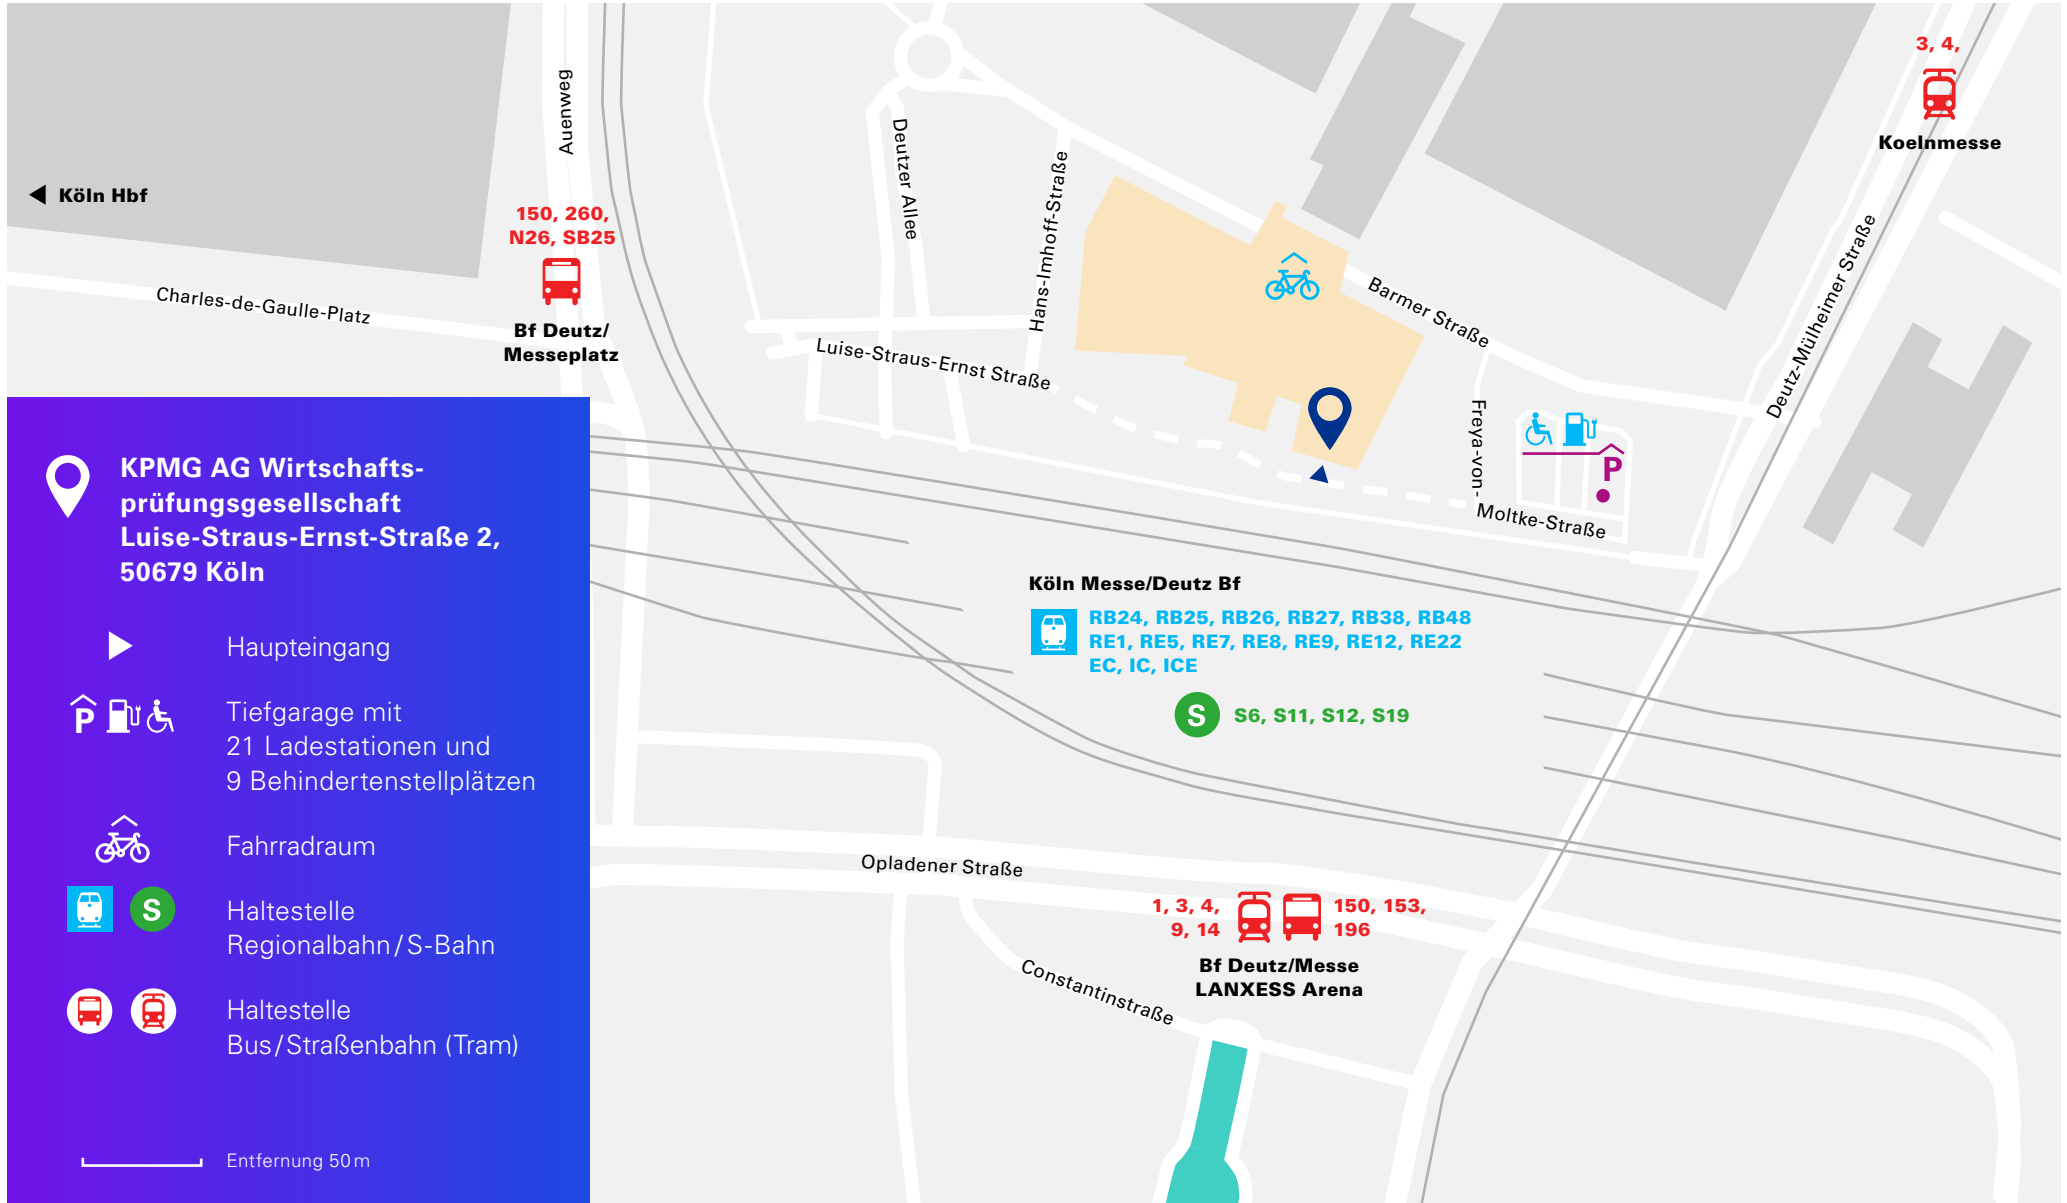 3, 4,
Koelnmesse
Auenweg
Köln Hbf
150, 260,
N26, SB25
Bf Deutz/
Messeplatz
Charles-de-Gaulle-Platz
Deutzer Allee
Hans-Imhoff-Straße
Luise-Straus-Ernst Straße
Barmer Straße
Deutz-Mülheimer Straße
Freya-von-
Moltke-Straße
P
KPMG AG Wirtschafts-
prüfungsgesellschaft
Luise-Straus-Ernst-Straße 2,
50679 Köln
Haupteingang
P
Tiefgarage mit
21 Ladestationen und
9 Behindertenstellplätzen
Fahrradraum
S
Haltestelle
Regionalbahn/S-Bahn
Haltestelle
Bus/Straßenbahn (Tram)
Entfernung 50 m
Köln Messe/Deutz Bf
RB24, RB25, RB26, RB27, RB38, RB48
RE1, RE5, RE7, RE8, RE9, RE12, RE22
EC, IC, ICE
S S6, S11, S12, S19
Opladener Straße
1, 3, 4,
9, 14
150, 153,
196
Bf Deutz/Messe
LANXESS Arena
Constantinstraße